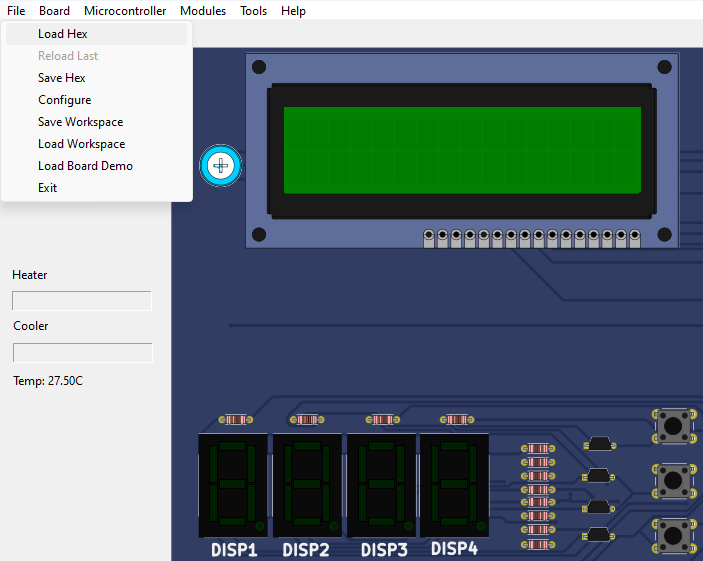 File Board Microcontroller Modules Tools Help
Load Hex
Reload Last
Save Hex
Configure
Save Workspace
Load Workspace
Load Board Demo
Exit
Heater
Cooler
Temp: 27.50C
DISP1 DISP2 DISP3 DISP4